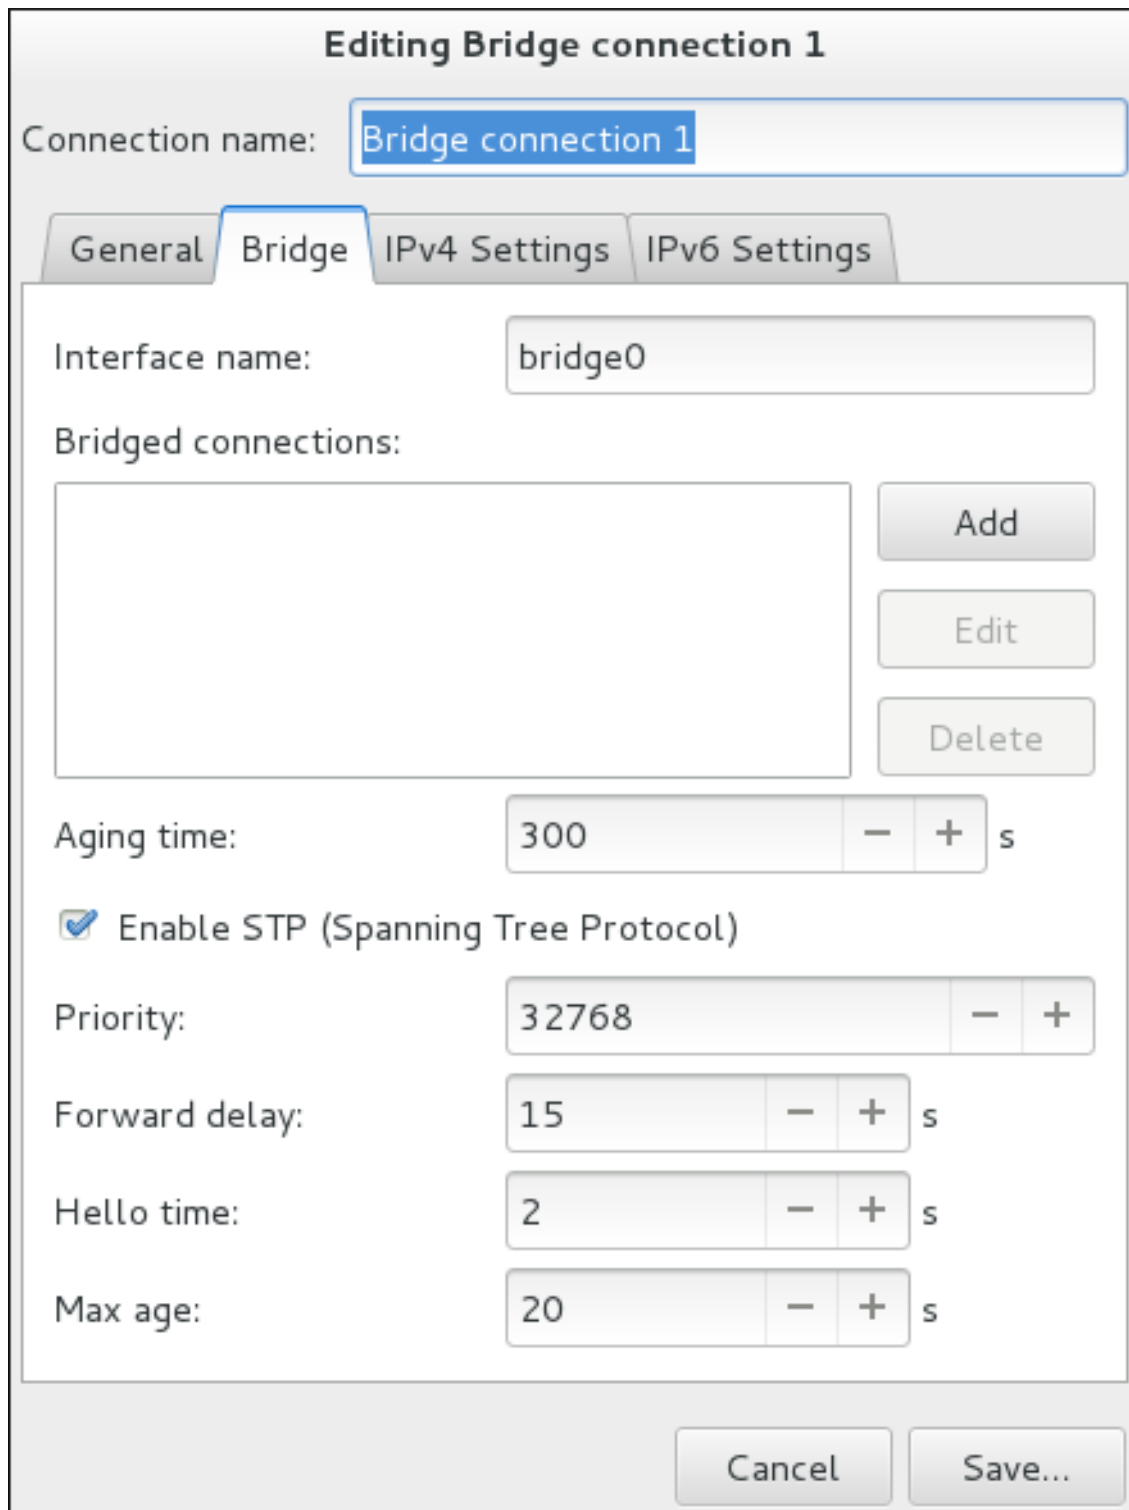 Editing Bridge connection 1
Connection name: Bridge connection 1
General Bridge IPv4 Settings IPv6 Settings
Interface name: bridge0
Bridged connections:
Add
Edit
Delete
Aging time: 300 − + s
Enable STP (Spanning Tree Protocol)
Priority: 32768 − +
Forward delay: 15 − + s
Hello time: 2 − + s
Max age: 20 − + s
Cancel Save...